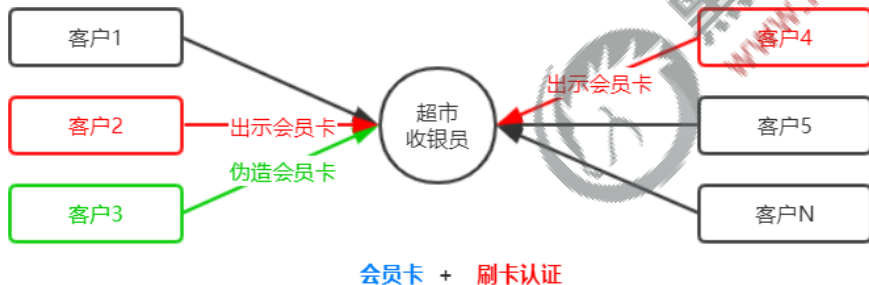 客户1
客户2
客户3
出示会员卡
伪造会员卡
超市
收银员
出示会员卡
客户4
客户5
客户N
会员卡 + 刷卡认证